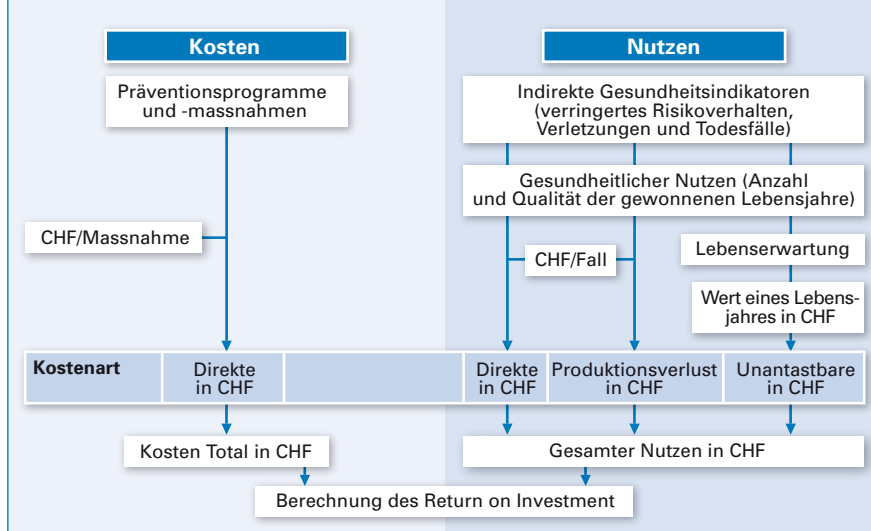 Kosten
Nutzen
Präventionsprogramme
und -massnahmen
Indirekte Gesundheitsindikatoren
(verringertes Risikoverhalten,
Verletzungen und Todesfälle)
Gesundheitlicher Nutzen (Anzahl
und Qualität der gewonnenen Lebensjahre)
CHF/Massnahme
CHF/Fall
Lebenserwartung
Wert eines Lebens-
jahres in CHF
Kostenart
Direkte
in CHF
Direkte
in CHF
Produktionsverlust
in CHF
Unantastbare
in CHF
Kosten Total in CHF
Gesamter Nutzen in CHF
Berechnung des Return on Investment